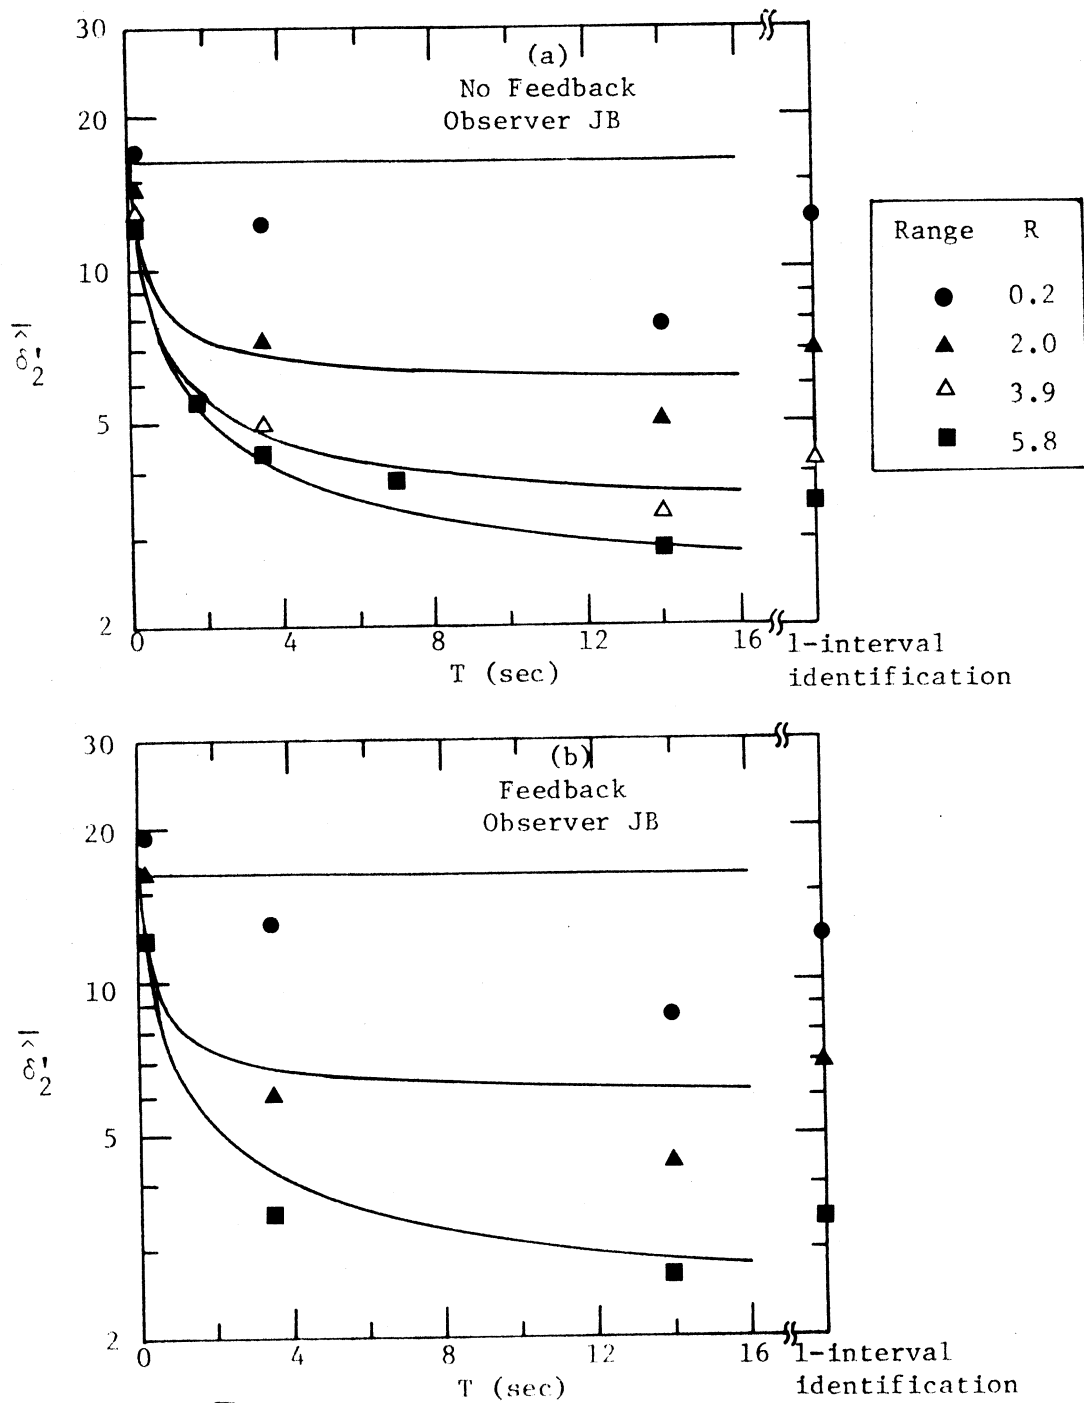 30
20
10
5
2
(a)
No Feedback
Observer JB
δ̂'₂
0 4 8 12 16
T (sec)
1-interval
identification
Range R
0.2
2.0
3.9
5.8
30
20
10
5
2
(b)
Feedback
Observer JB
δ̂'₂
0 4 8 12 16
T (sec)
1-interval
identification